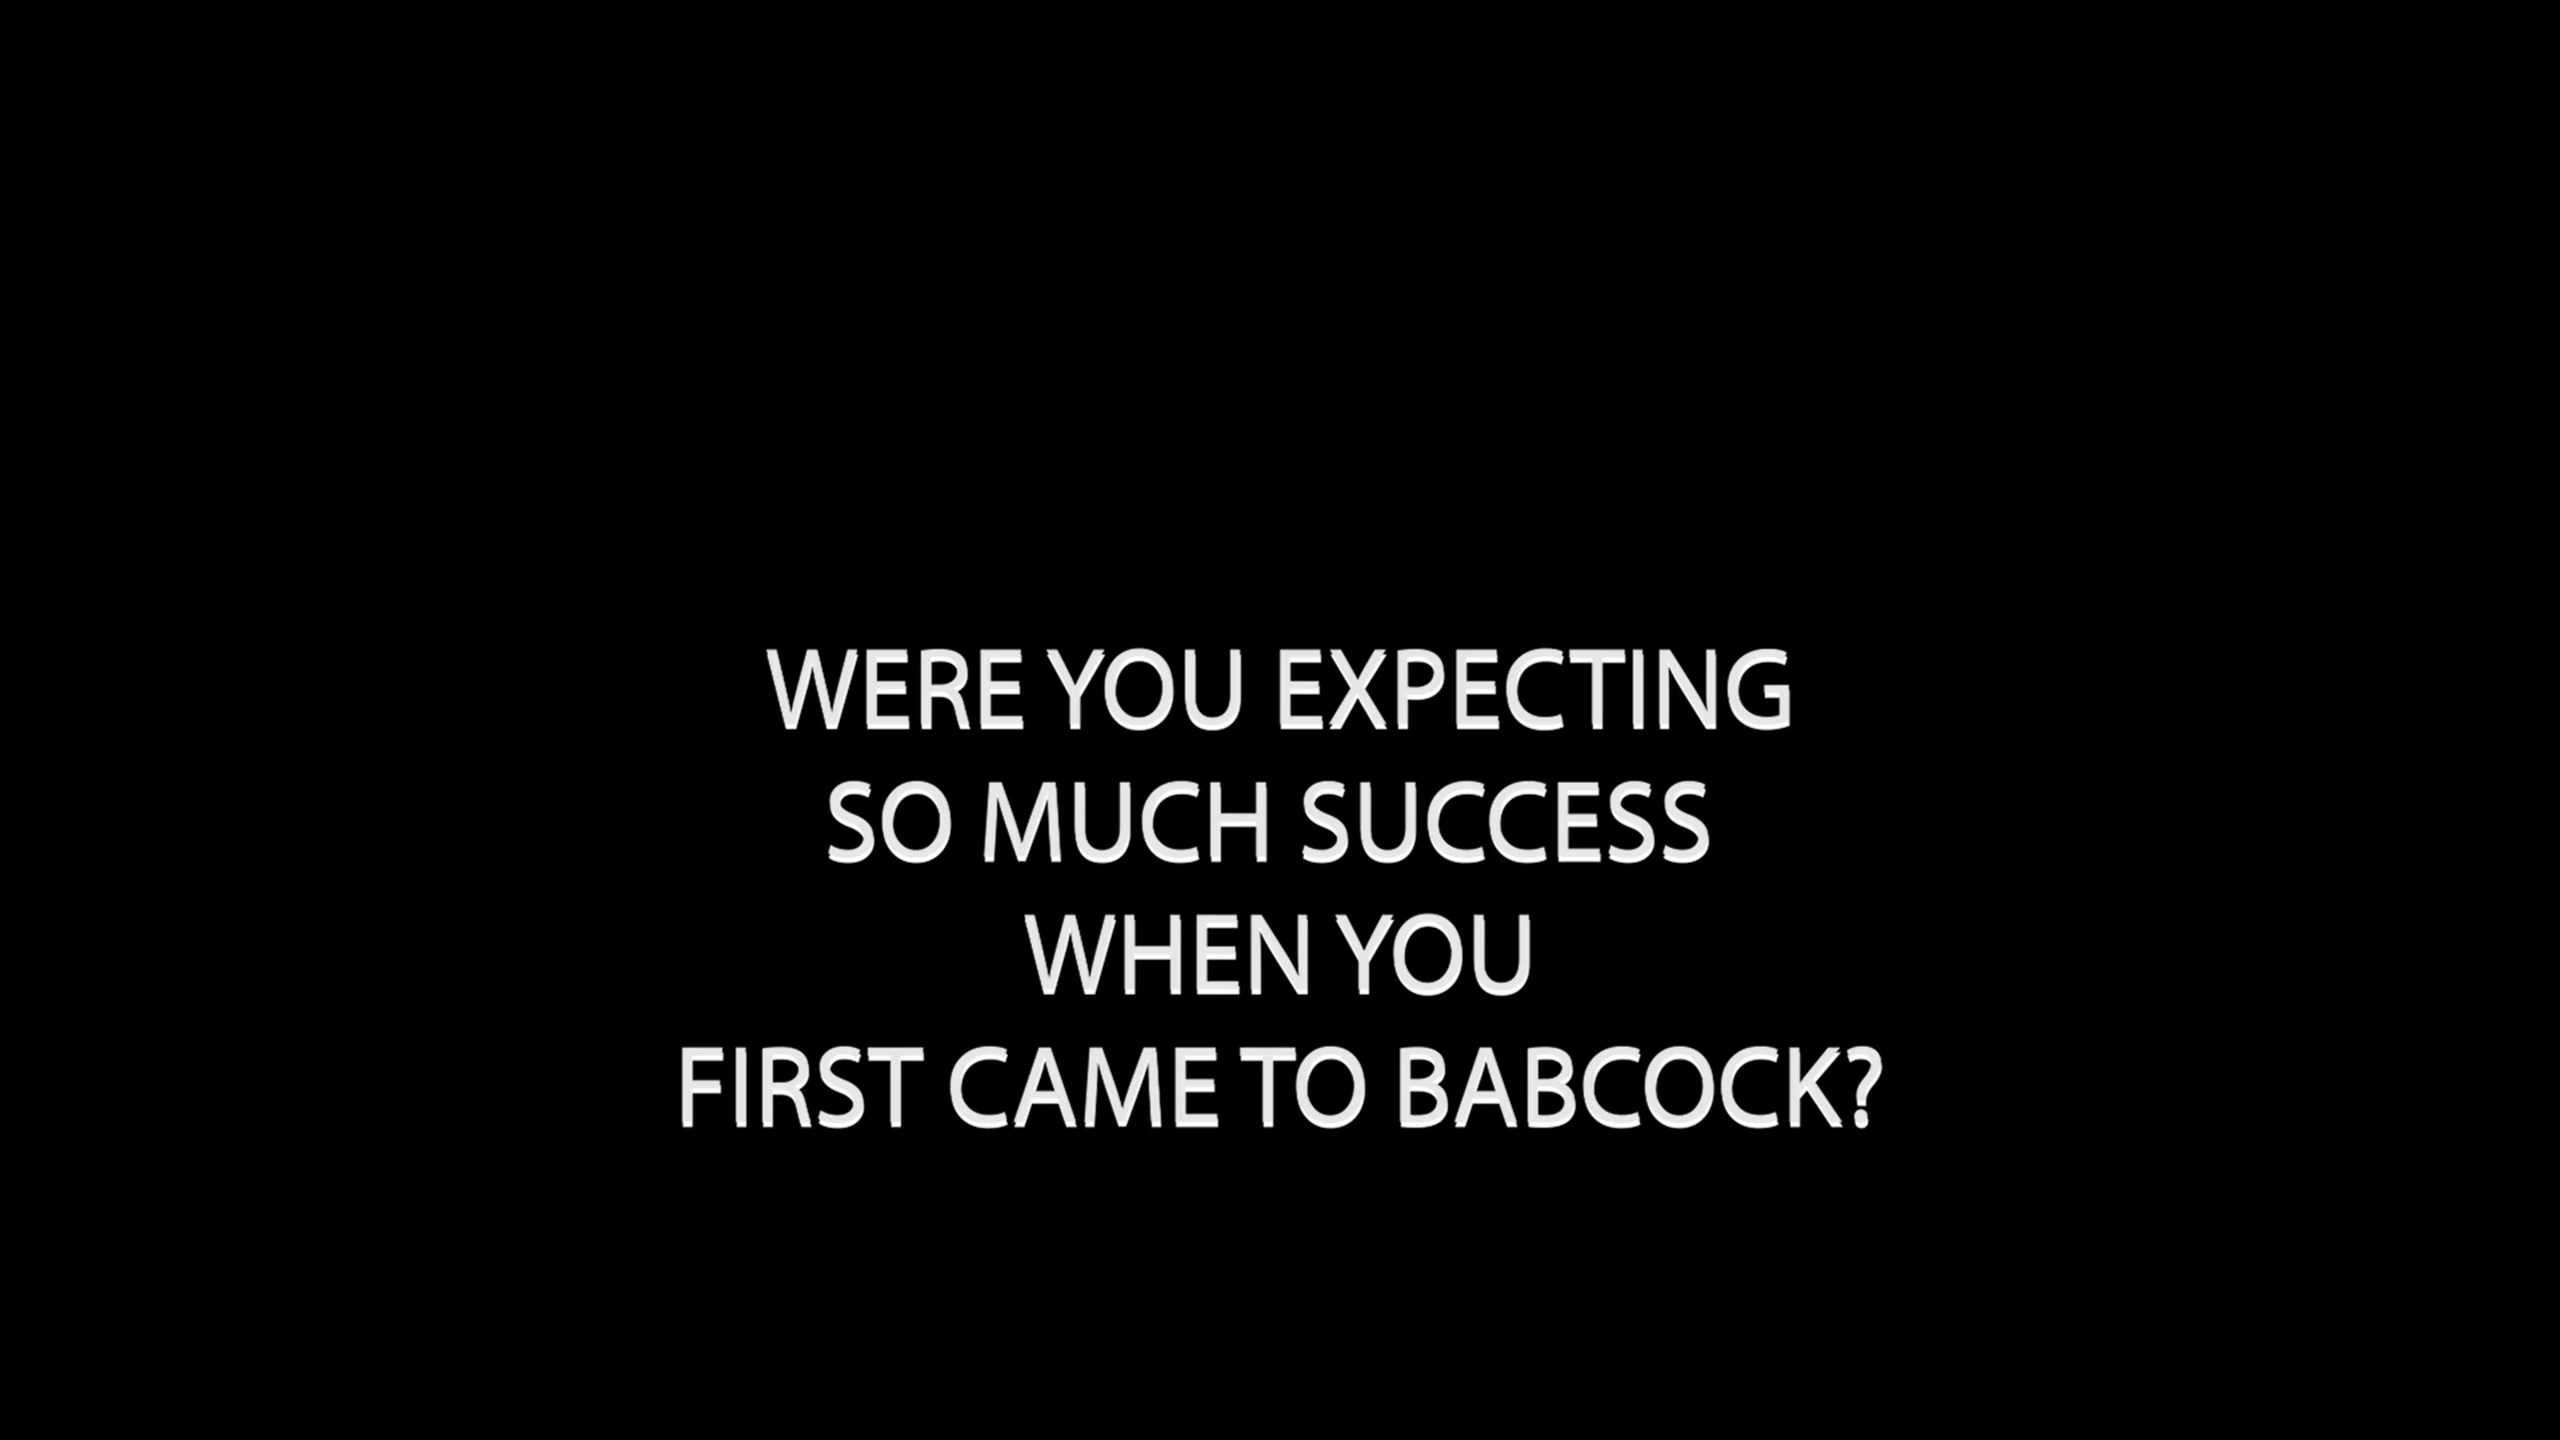 WERE YOU EXPECTING
SO MUCH SUCCESS
WHEN YOU
FIRST CAME TO BABCOCK?